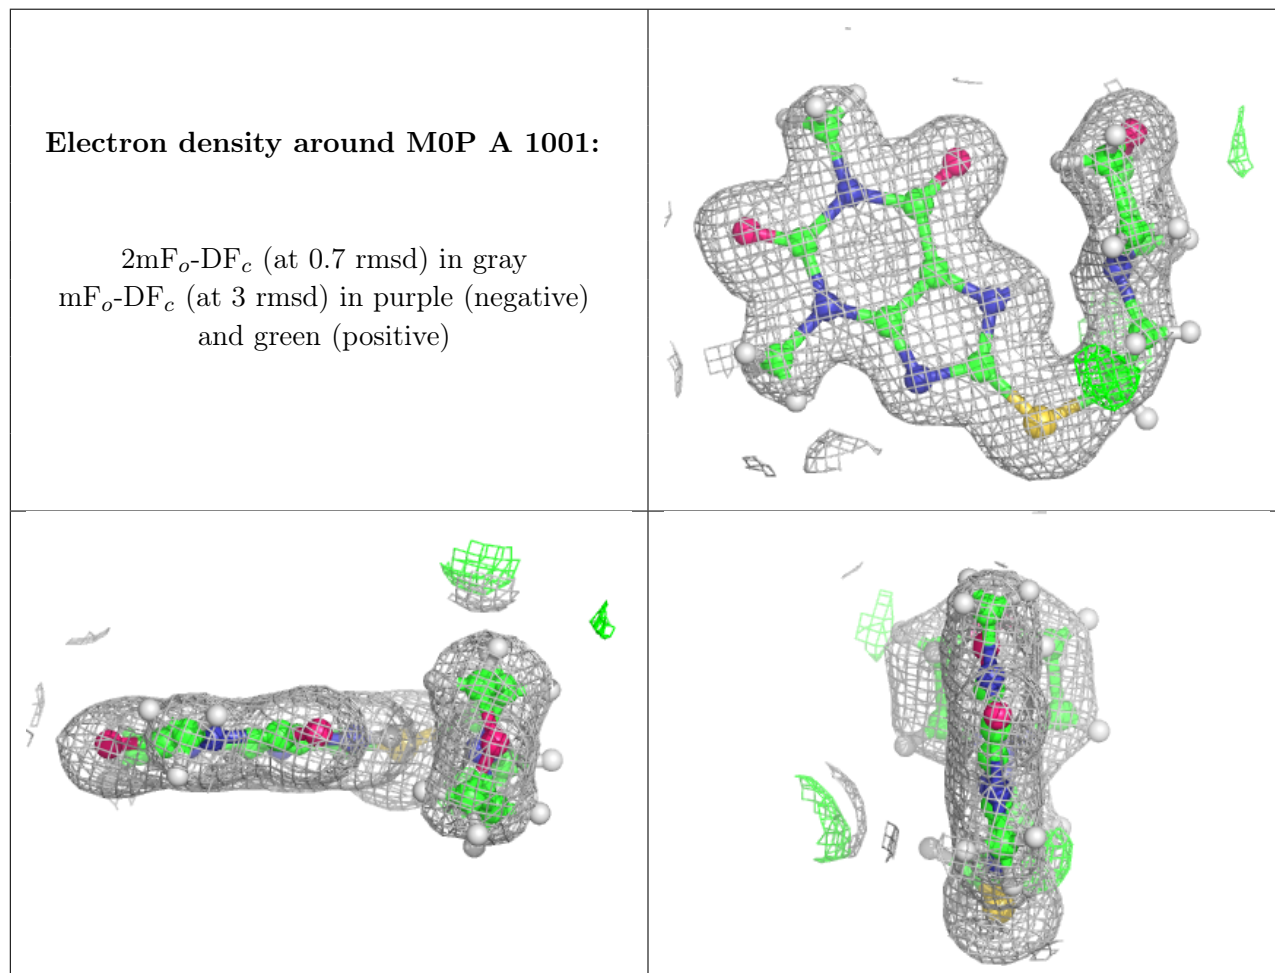 Electron density around M0P A 1001:
2mFo-DFc (at 0.7 rmsd) in gray
mFo-DFc (at 3 rmsd) in purple (negative)
and green (positive)